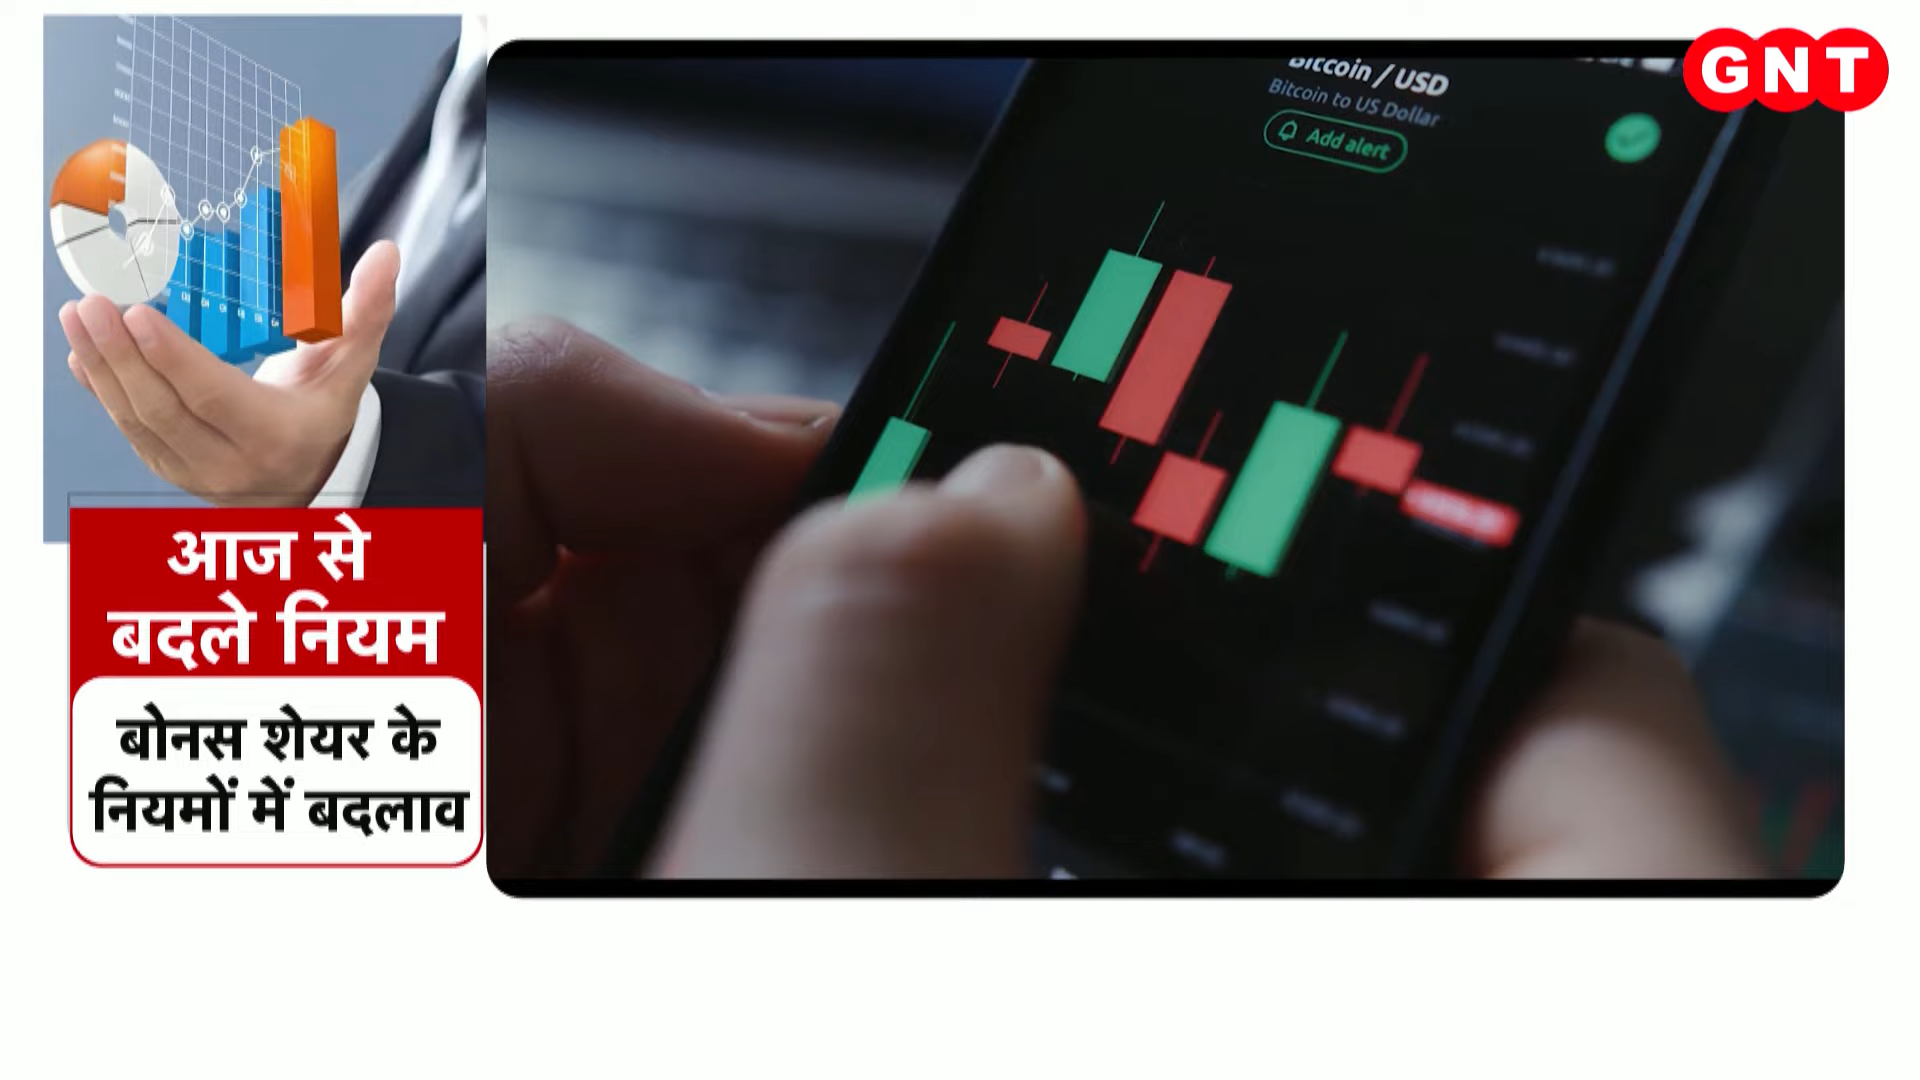 GNT
Bitcoin / USD
Bitcoin to US Dollar
Add alert
आज से
बदले नियम
बोनस शेयर के
नियमों में बदलाव